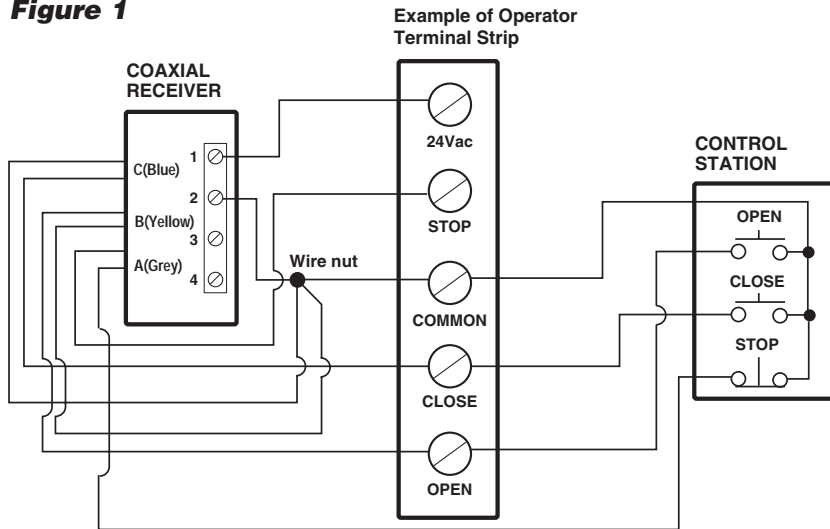 Figure 1
Example of Operator
Terminal Strip
COAXIAL
RECEIVER
1
C(Blue)
2
B(Yellow)
3
A(Grey)
4
Wire nut
24Vac
STOP
COMMON
CLOSE
OPEN
CONTROL
STATION
OPEN
CLOSE
STOP